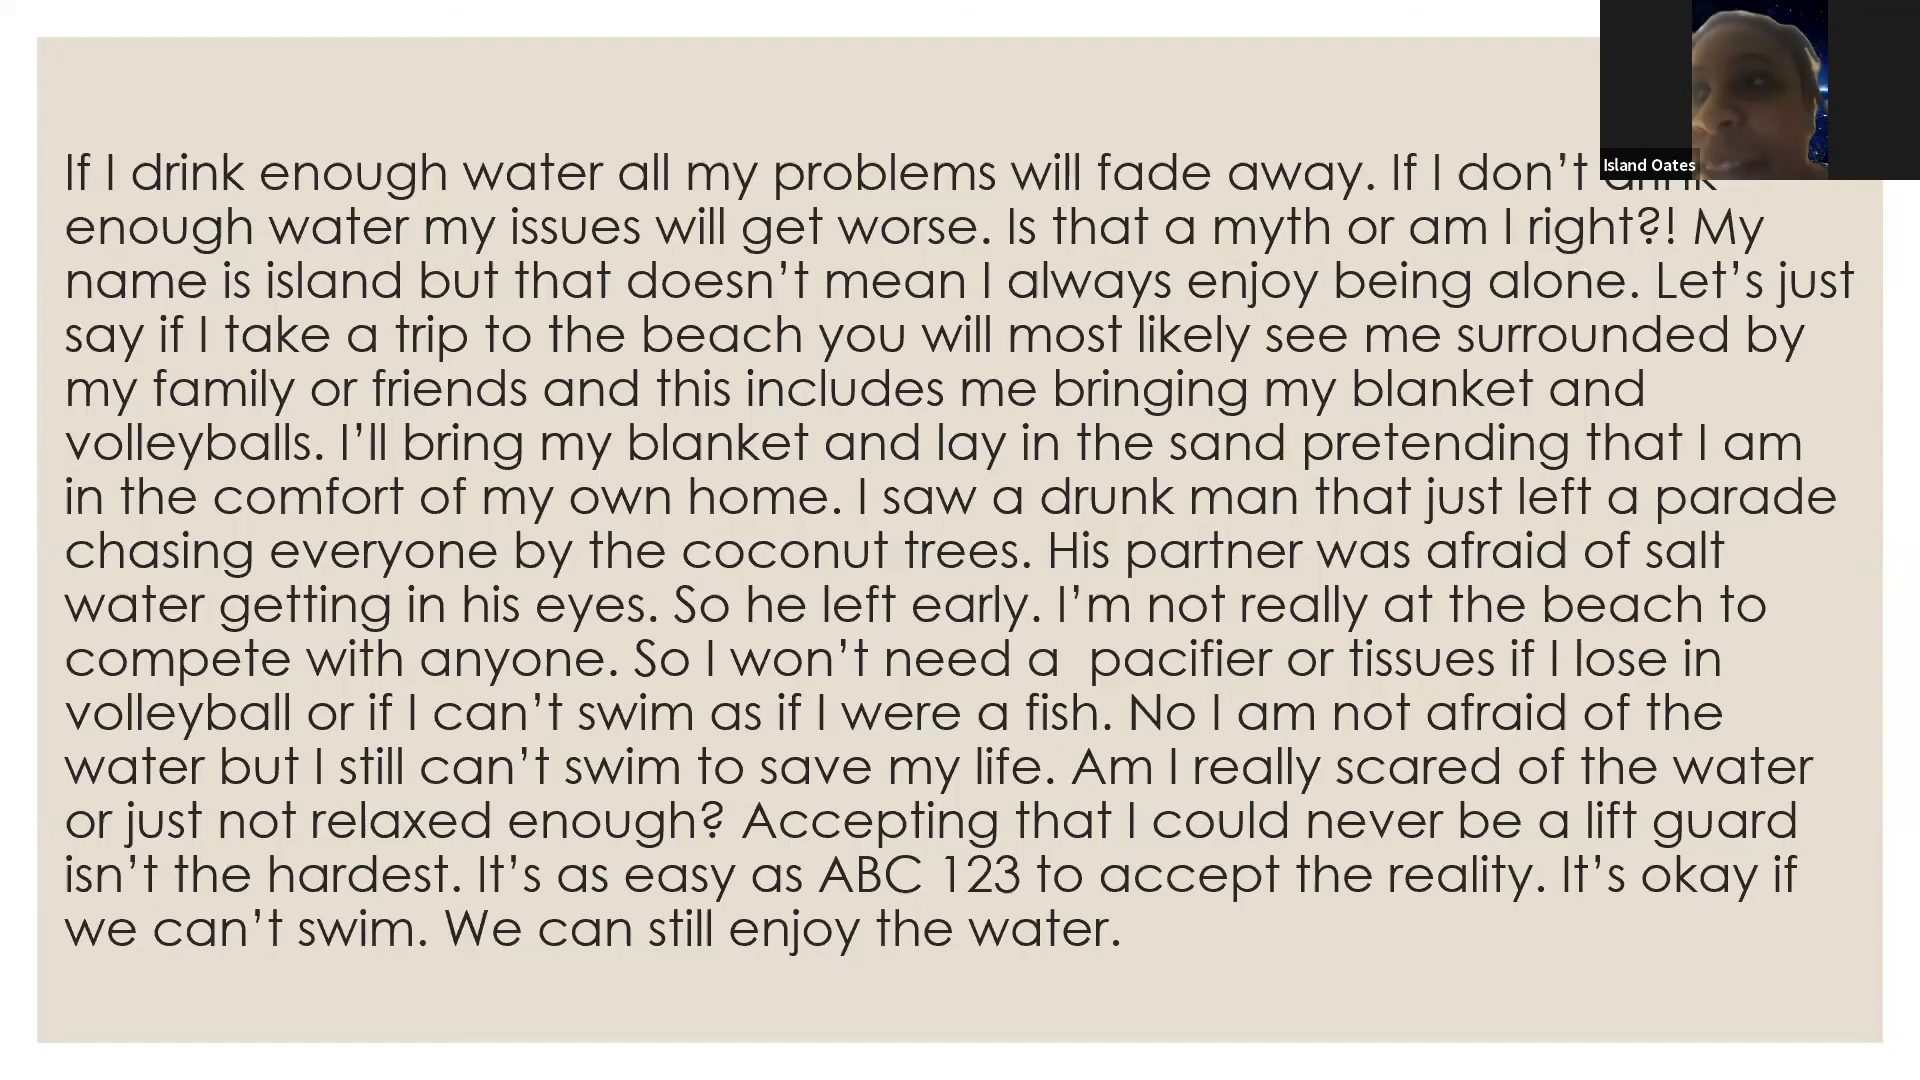 Island Oates
If I drink enough water all my problems will fade away. If I don’t drink
enough water my issues will get worse. Is that a myth or am I right?! My
name is island but that doesn’t mean I always enjoy being alone. Let’s just
say if I take a trip to the beach you will most likely see me surrounded by
my family or friends and this includes me bringing my blanket and
volleyballs. I’ll bring my blanket and lay in the sand pretending that I am
in the comfort of my own home. I saw a drunk man that just left a parade
chasing everyone by the coconut trees. His partner was afraid of salt
water getting in his eyes. So he left early. I’m not really at the beach to
compete with anyone. So I won’t need a  pacifier or tissues if I lose in
volleyball or if I can’t swim as if I were a fish. No I am not afraid of the
water but I still can’t swim to save my life. Am I really scared of the water
or just not relaxed enough? Accepting that I could never be a lift guard
isn’t the hardest. It’s as easy as ABC 123 to accept the reality. It’s okay if
we can’t swim. We can still enjoy the water.